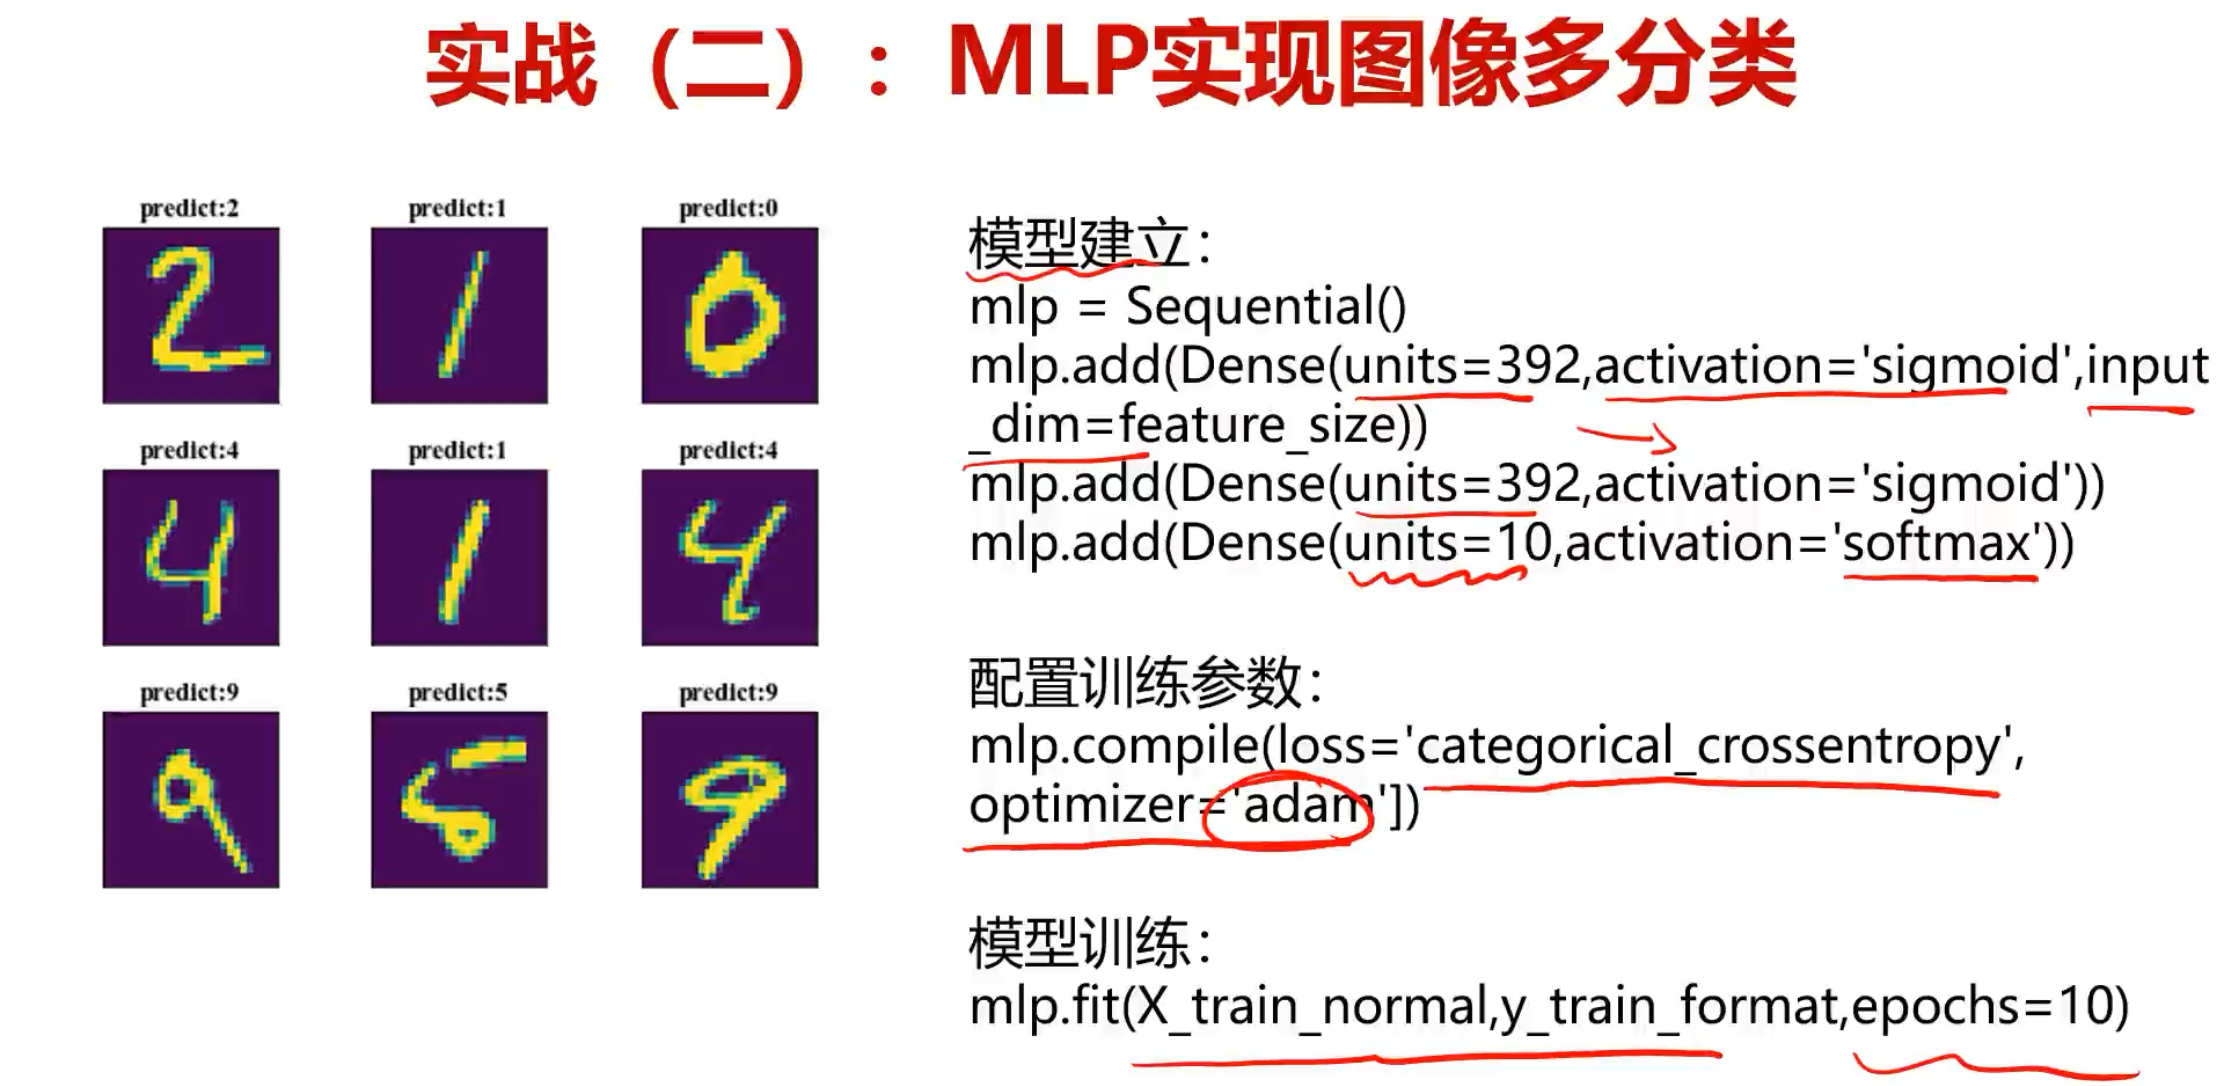 实战（二）：MLP实现图像多分类
predict:2
predict:1
predict:0
predict:4
predict:1
predict:4
predict:9
predict:5
predict:9
模型建立：
mlp = Sequential()
mlp.add(Dense(units=392,activation='sigmoid',input
_dim=feature_size))
mlp.add(Dense(units=392,activation='sigmoid'))
mlp.add(Dense(units=10,activation='softmax'))
配置训练参数：
mlp.compile(loss='categorical_crossentropy',
optimizer='adam'])
模型训练：
mlp.fit(X_train_normal,y_train_format,epochs=10)